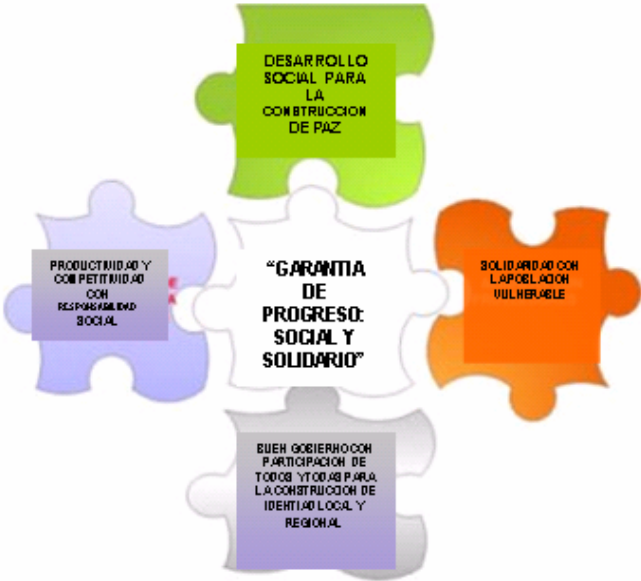 DESARROLLO
SOCIAL PARA
LA
CONSTRUCCION
DE PAZ
PRODUCTIVIDAD Y
COMPETITIVIDAD
CON
RESPONSABILIDAD
SOCIAL
“GARANTIA
DE
PROGRESO:
SOCIAL Y
SOLIDARIO”
SOLIDARIDAD CON
LA POBLACION
VULNERABLE
BUEN GOBIERNO CON
PARTICIPACION DE
TODOS Y TODAS PARA
LA CONSTRUCCION DE
IDENTIAD LOCAL Y
REGIONAL